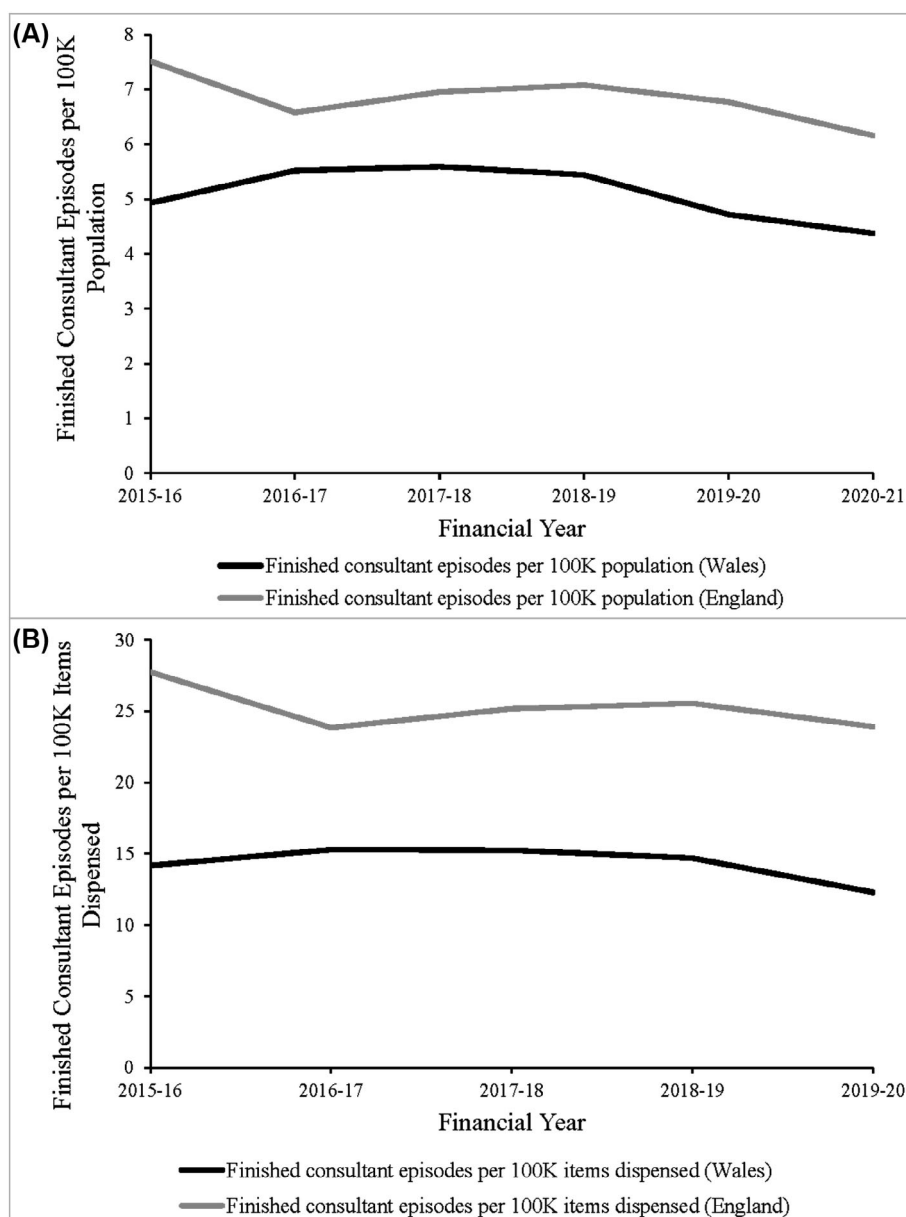 (A)
Finished Consultant Episodes per 100K
Population
8
7
6
5
4
3
2
1
0
2015-16 2016-17 2017-18 2018-19 2019-20 2020-21
Financial Year
Finished consultant episodes per 100K population (Wales)
Finished consultant episodes per 100K population (England)
(B)
Finished Consultant Episodes per 100K Items
Dispensed
30
25
20
15
10
5
0
2015-16 2016-17 2017-18 2018-19 2019-20
Financial Year
Finished consultant episodes per 100K items dispensed (Wales)
Finished consultant episodes per 100K items dispensed (England)